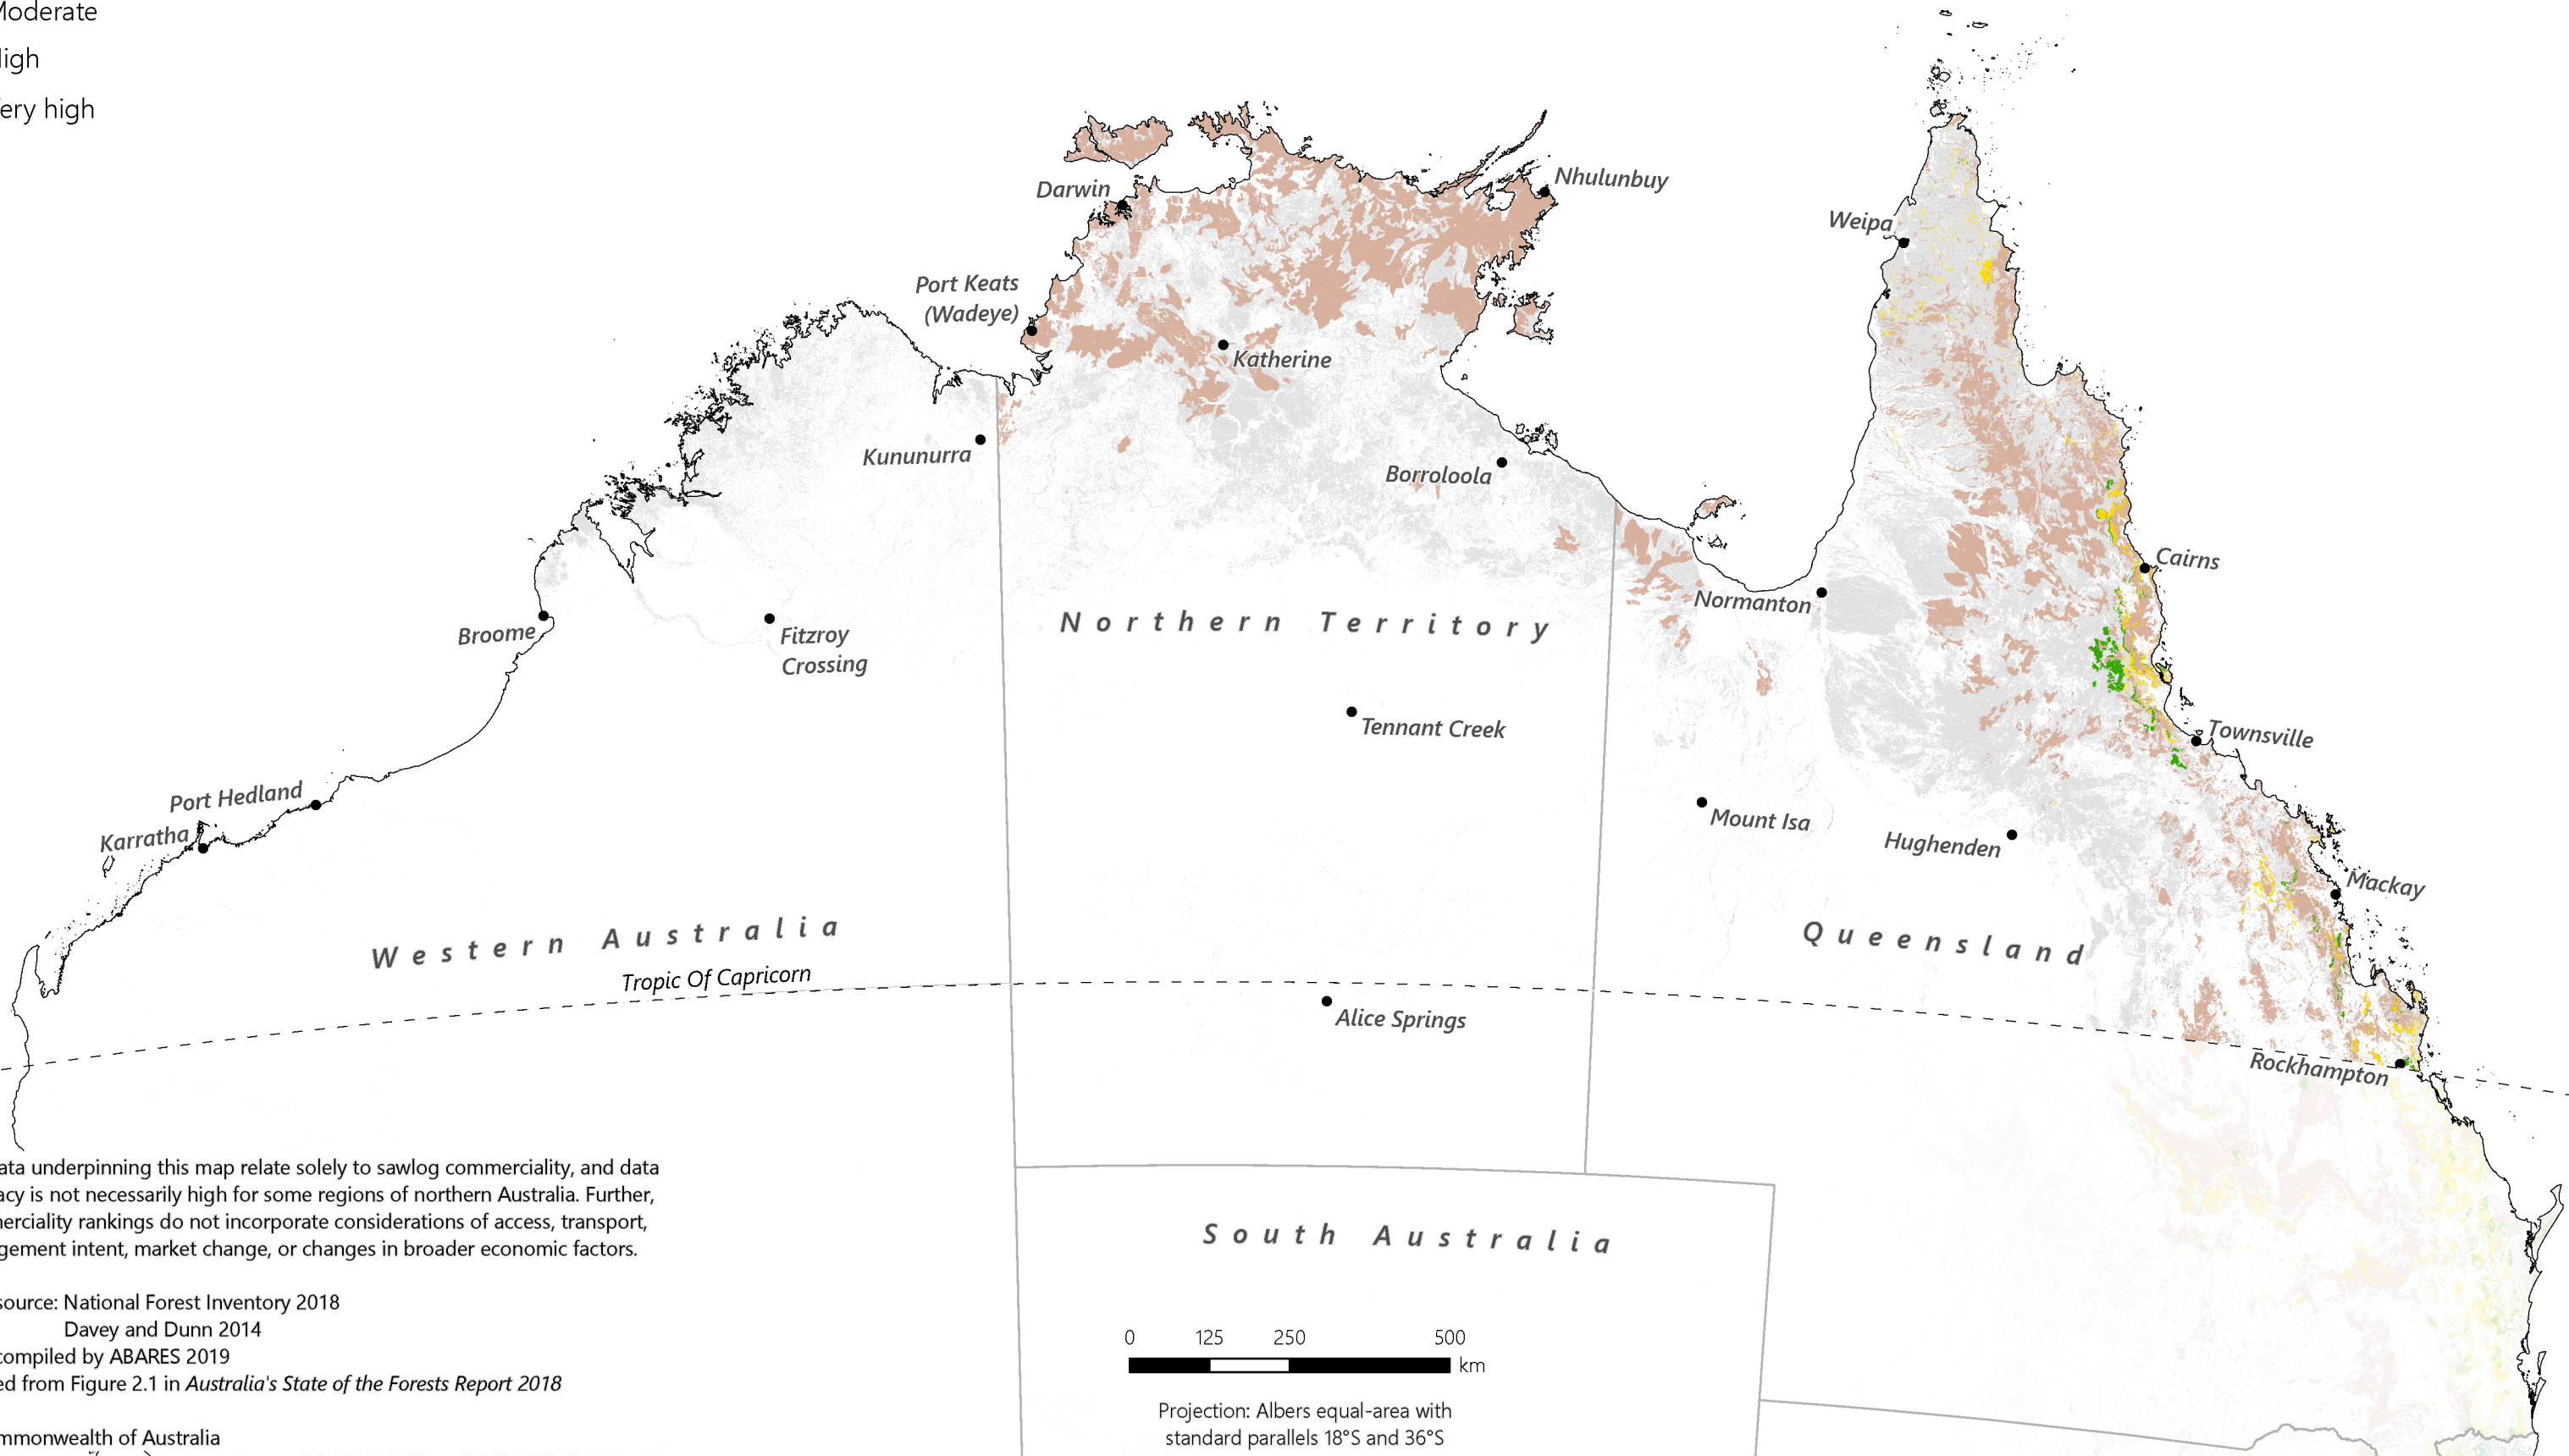 Moderate
High
Very high
Darwin
Nhulunbuy
Weipa
Port Keats
(Wadeye)
Katherine
Kununurra
Borroloola
Cairns
Normanton
Northern Territory
Broome
Fitzroy
Crossing
Tennant Creek
Townsville
Port Hedland
Karratha
Mount Isa
Hughenden
Mackay
Western Australia
Queensland
Tropic Of Capricorn
Alice Springs
Rockhampton
ata underpinning this map relate solely to sawlog commerciality, and data
acy is not necessarily high for some regions of northern Australia. Further,
merciality rankings do not incorporate considerations of access, transport,
gement intent, market change, or changes in broader economic factors.
South Australia
source: National Forest Inventory 2018
Davey and Dunn 2014
compiled by ABARES 2019
ed from Figure 2.1 in Australia's State of the Forests Report 2018
mmonwealth of Australia
0 125 250 500
km
Projection: Albers equal-area with
standard parallels 18°S and 36°S